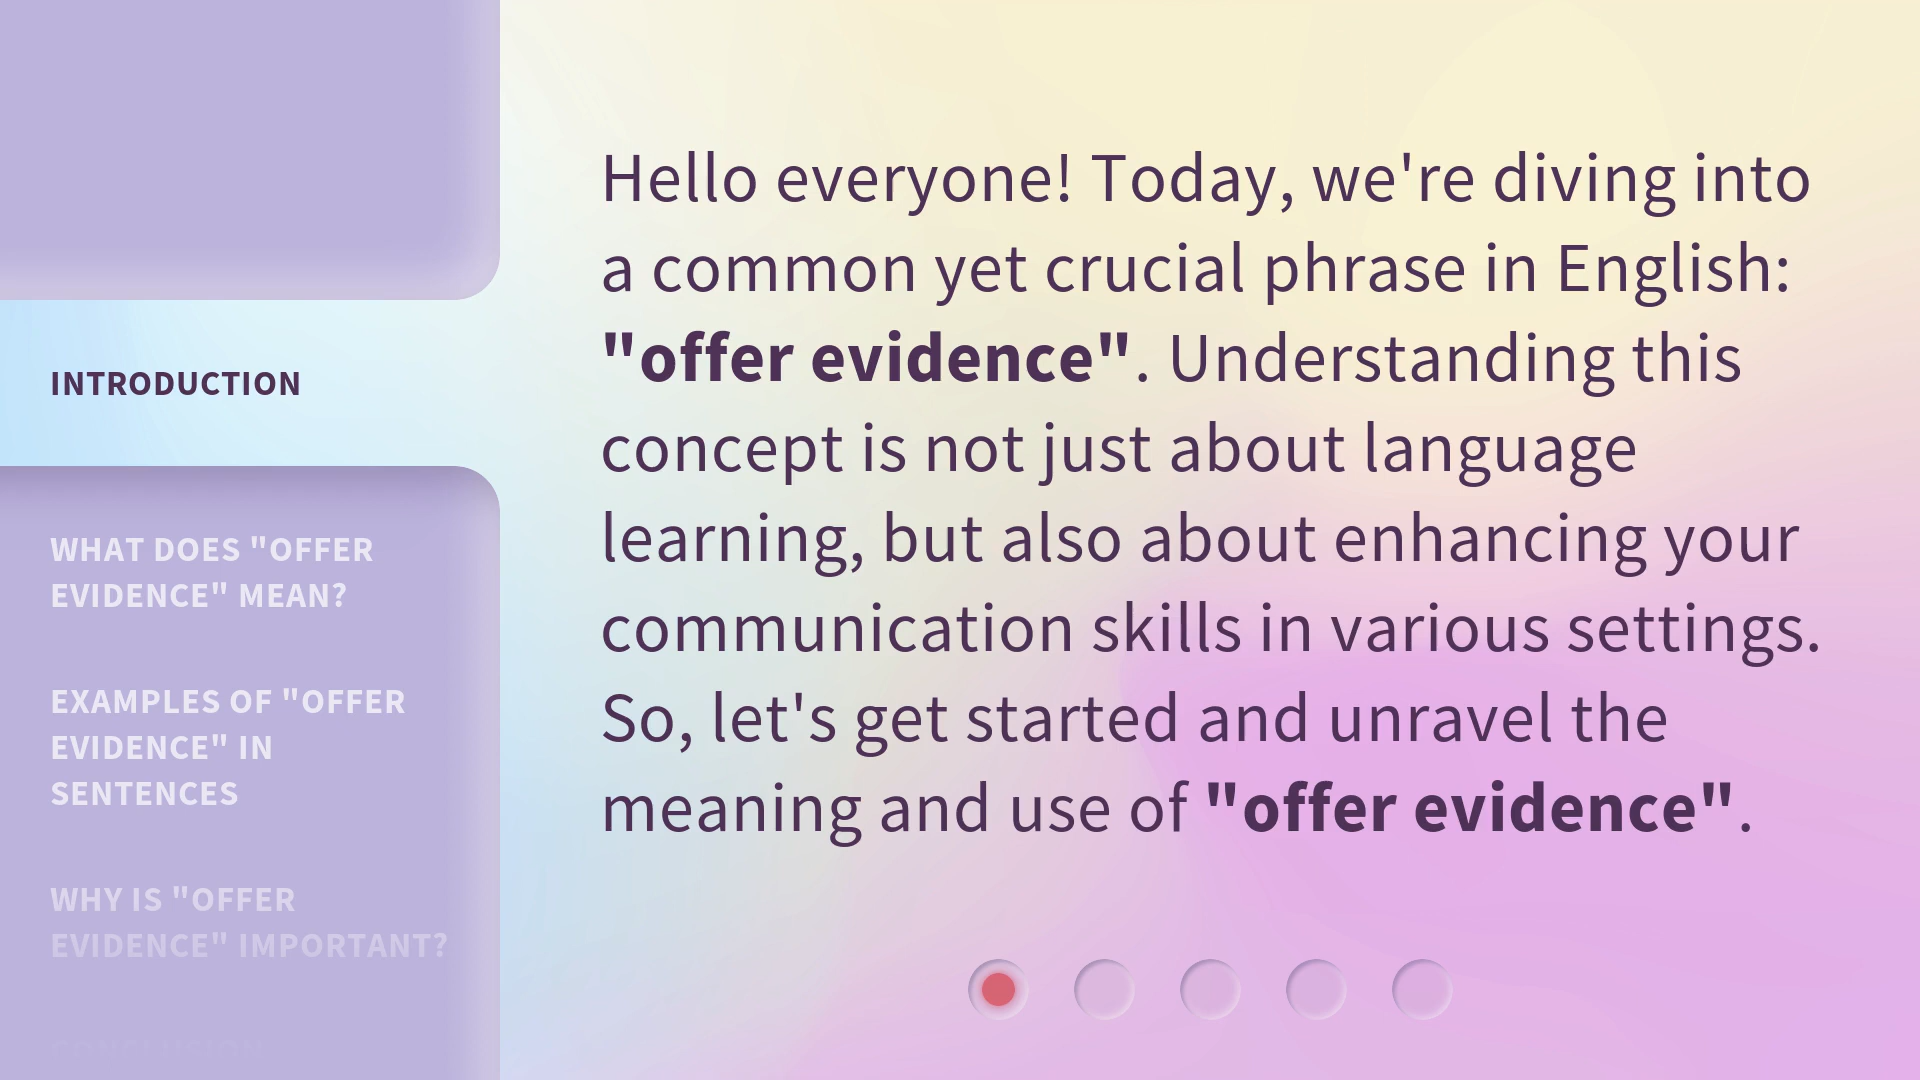 INTRODUCTION
WHAT DOES "OFFER
EVIDENCE" MEAN?
EXAMPLES OF "OFFER
EVIDENCE" IN
SENTENCES
WHY IS "OFFER
EVIDENCE" IMPORTANT?
CONCLUSION
Hello everyone! Today, we're diving into
a common yet crucial phrase in English:
"offer evidence". Understanding this
concept is not just about language
learning, but also about enhancing your
communication skills in various settings.
So, let's get started and unravel the
meaning and use of "offer evidence".